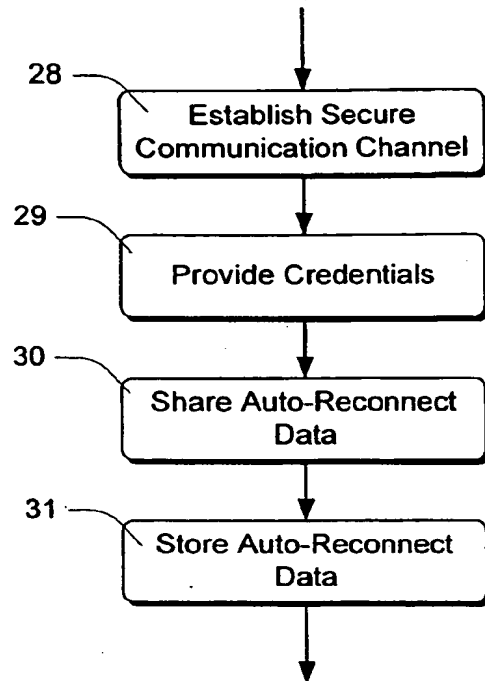 28
Establish Secure
Communication Channel
29
Provide Credentials
30
Share Auto-Reconnect
Data
31
Store Auto-Reconnect
Data